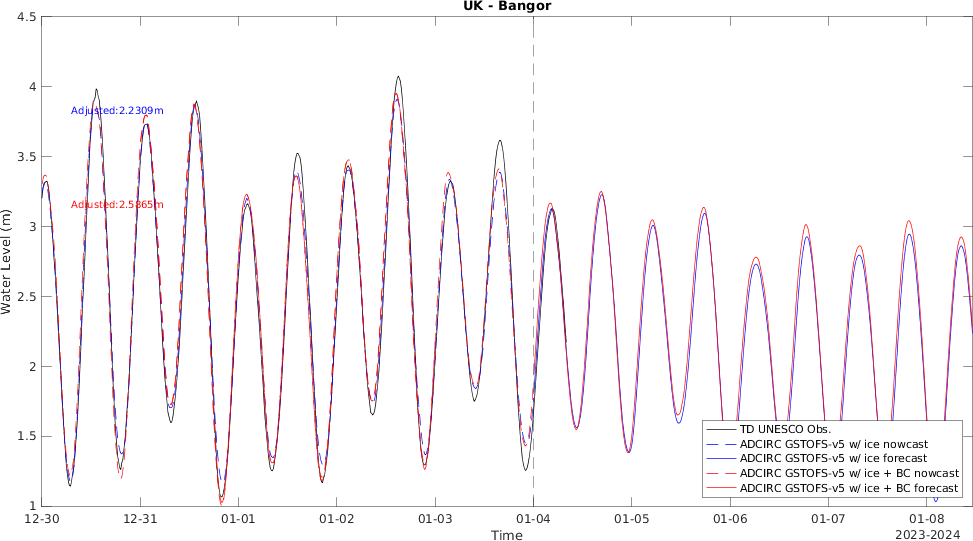 UK - Bangor
4.5
4
3.5
3
2.5
2
1.5
1
Water Level (m)
Adjusted:2.2309m
Adjusted:2.5865m
TD UNESCO Obs.
ADCIRC GSTOFS-v5 w/ ice nowcast
ADCIRC GSTOFS-v5 w/ ice forecast
ADCIRC GSTOFS-v5 w/ ice + BC nowcast
ADCIRC GSTOFS-v5 w/ ice + BC forecast
12-30 12-31 01-01 01-02 01-03 01-04 01-05 01-06 01-07 01-08
Time
2023-2024